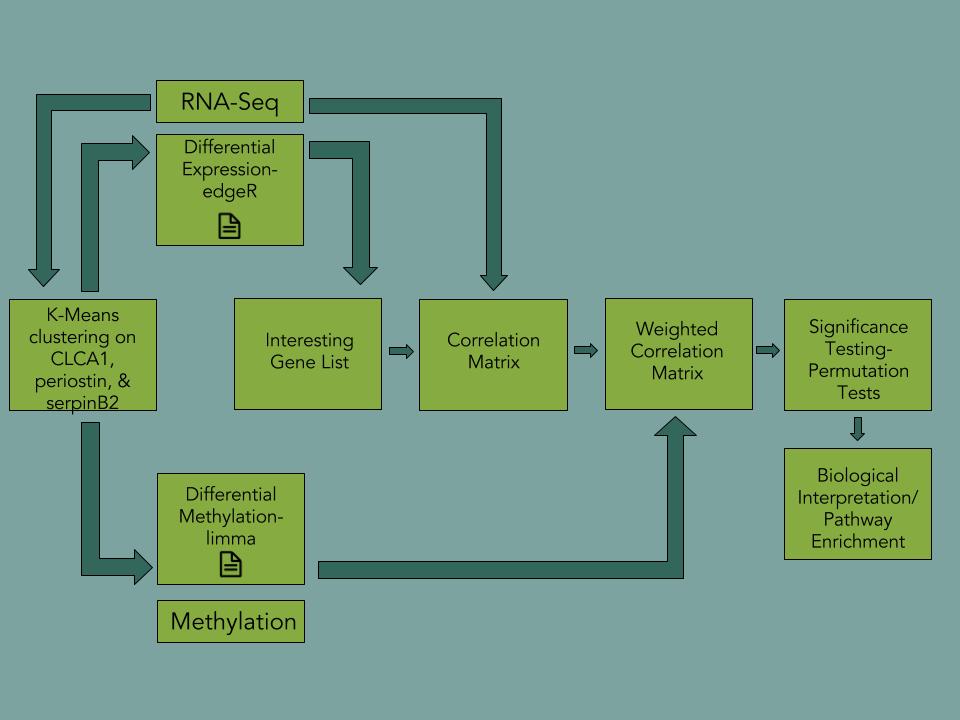 RNA-Seq
Differential
Expression-
edgeR
K-Means
clustering on
CLCA1,
periostin, &
serpinB2
Interesting
Gene List
Correlation
Matrix
Weighted
Correlation
Matrix
Significance
Testing-
Permutation
Tests
Differential
Methylation-
limma
Methylation
Biological
Interpretation/
Pathway
Enrichment